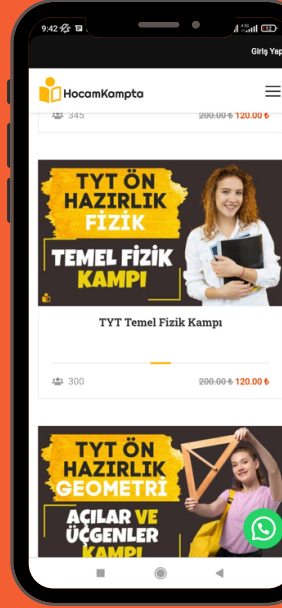 9:42
Giriş Yap
HocamKampta
345
200.00 ₺ 120.00 ₺
TYT ÖN
HAZIRLIK
FİZİK
TEMEL FİZİK
KAMPI
TYT Temel Fizik Kampı
300
200.00 ₺ 120.00 ₺
TYT ÖN
HAZIRLIK
GEOMETRİ
AÇILAR VE
ÜÇGENLER
KAMPI